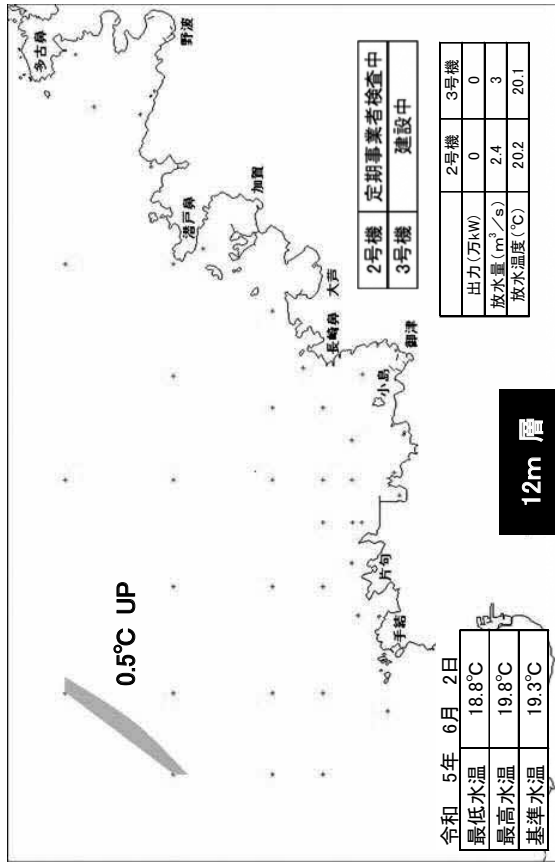 多古鼻
野波
潜戸鼻
加賀
大芦
長崎鼻
御津
小島
片句
手結
0.5℃ UP
2号機 定期事業者検査中
3号機 建設中
2号機 3号機
出力(万kW) 0 0
放水量(m³/s) 2.4 3
放水温度(℃) 20.2 20.1
12m 層
令和 5年 6月 2日
最低水温 18.8℃
最高水温 19.8℃
基準水温 19.3℃